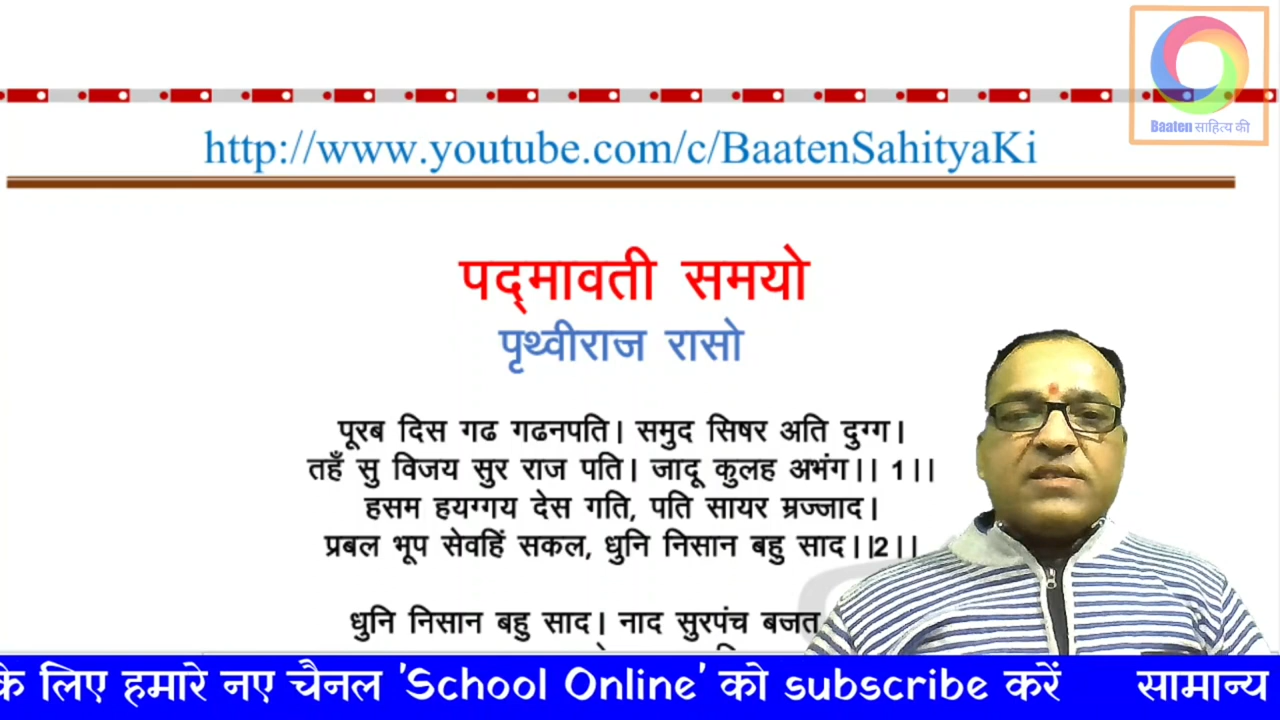 Baaten साहित्य की
http://www.youtube.com/c/BaatenSahityaKi
पद्मावती समयो
पृथ्वीराज रासो
पूरब दिस गढ गढनपति। समुद सिषर अति दुग्ग।
तहँ सु विजय सुर राज पति। जादू कुलह अभंग।। 1।।
हसम हयग्गय देस गति, पति सायर म्रज्जाद।
प्रबल भूप सेवहिं सकल, धुनि निसान बहु साद।।2।।
धुनि निसान बहु साद। नाद सुरपंच बजत
के लिए हमारे नए चैनल 'School Online' को subscribe करें सामान्य